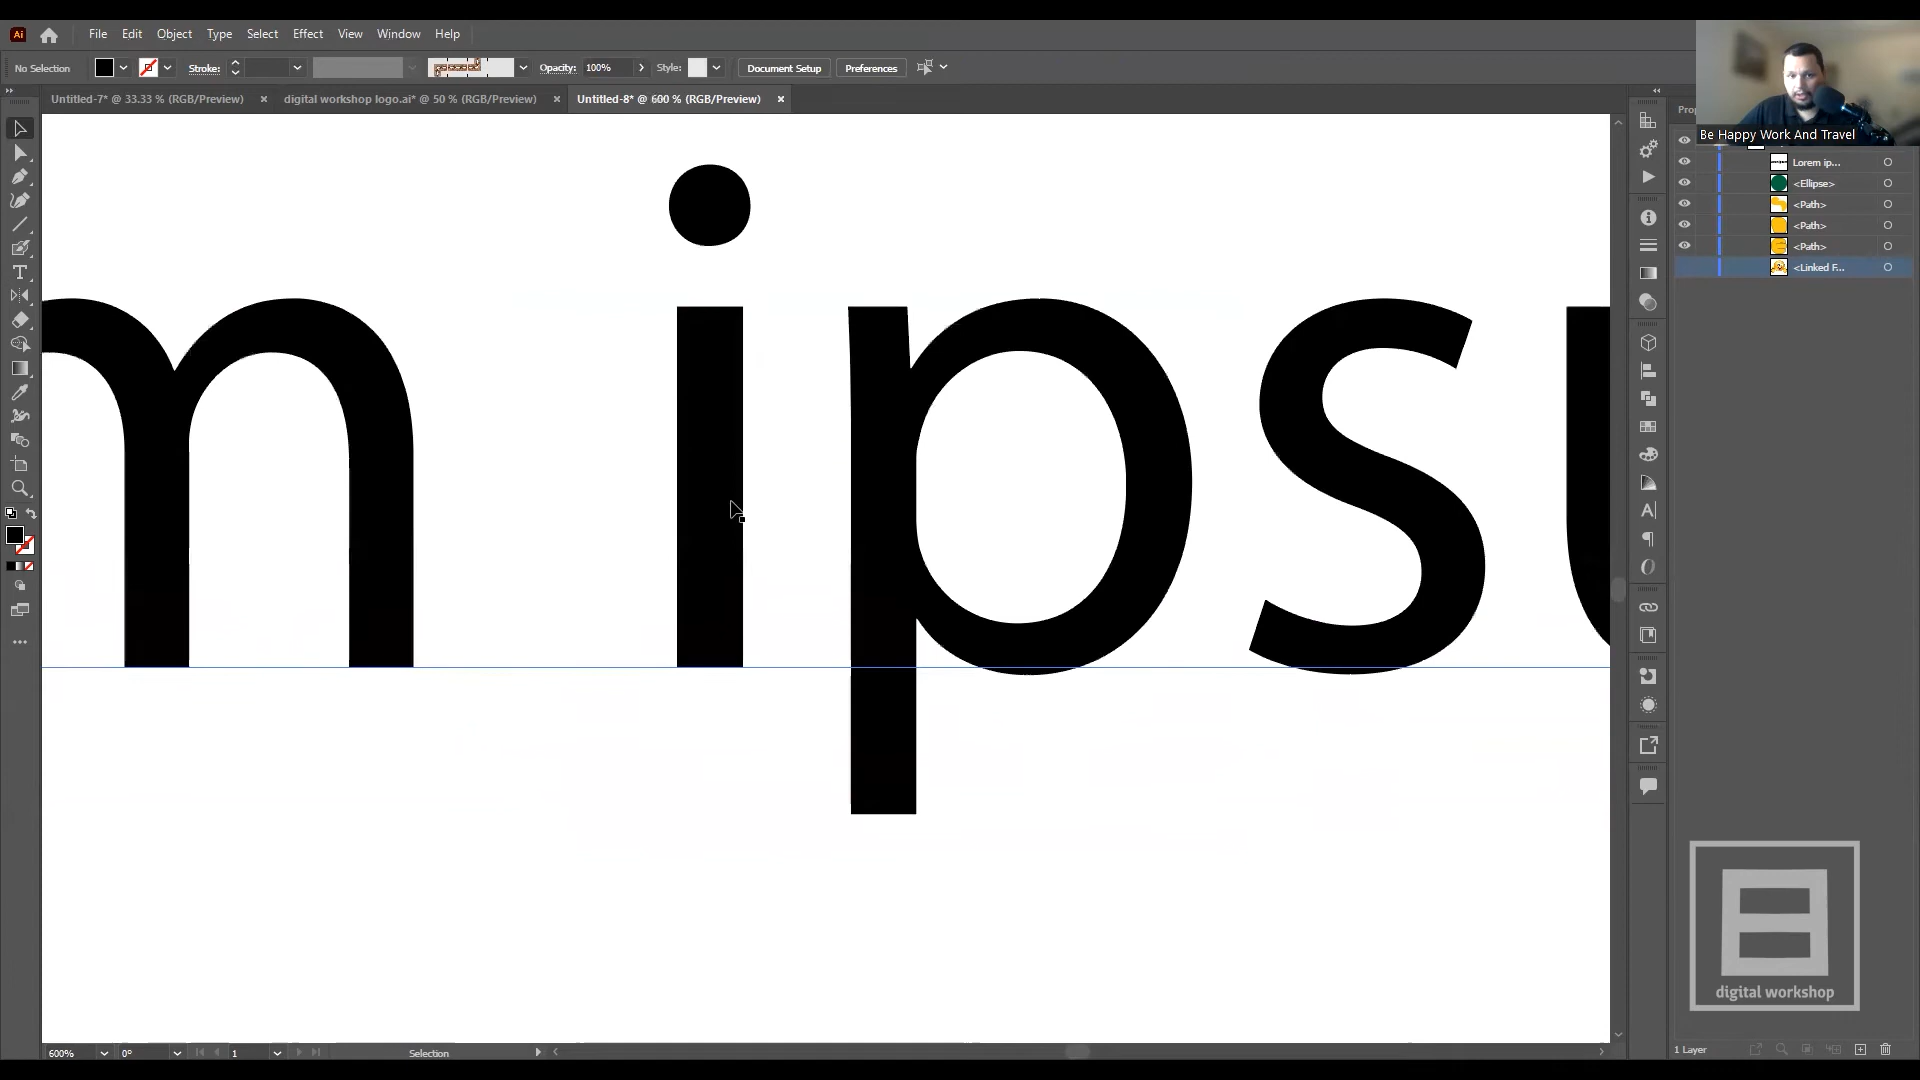 Ai File Edit Object Type Select Effect View Window Help
No Selection Stroke: Opacity: 100% Style: Document Setup Preferences
Be Happy Work And Travel
Untitled-7* @ 33.33 % (RGB/Preview) × digital workshop logo.ai* @ 50 % (RGB/Preview) × Untitled-8* @ 600 % (RGB/Preview) ×
Lorem ip...
<Ellipse>
<Path>
<Path>
<Path>
<Linked F...
m ipsu
digital workshop
600% 0° 1 Selection
1 Layer